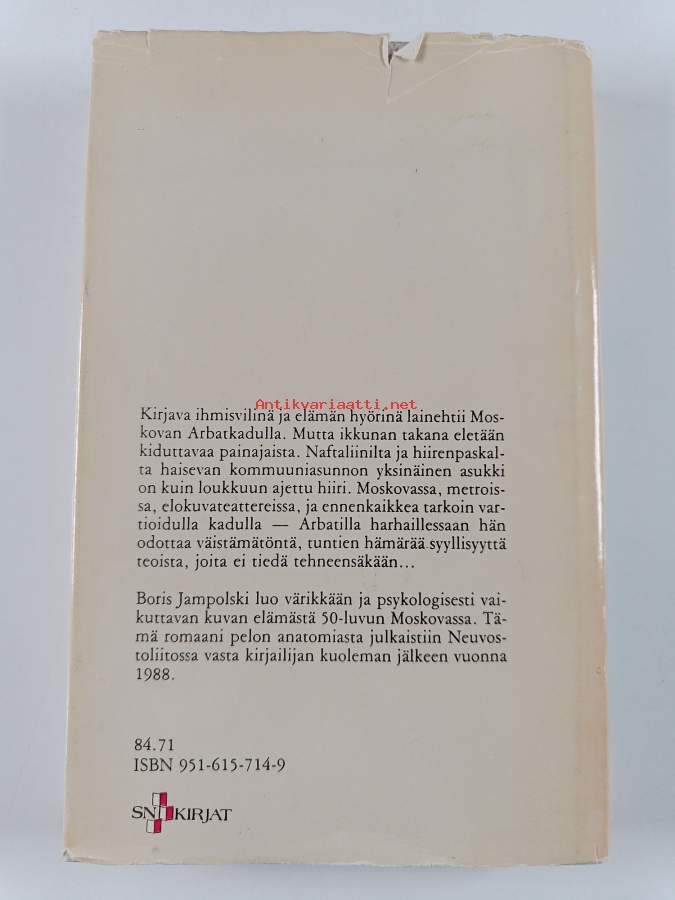 Antikvariaatti.net
Kirjava ihmisvilinä ja elämän hyörinä lainehtii Mos-
kovan Arbatkadulla. Mutta ikkunan takana eletään
kiduttavaa painajaista. Naftaliinilta ja hiirenpaskal-
ta haisevan kommuuniasunnon yksinäinen asukki
on kuin loukkuun ajettu hiiri. Moskovassa, metrois-
sa, elokuvateattereissa, ja ennenkaikkea tarkoin var-
tioidulla kadulla — Arbatilla harhaillessaan hän
odottaa väistämätöntä, tuntien hämärää syyllisyyttä
teoista, joita ei tiedä tehneensäkään...
Boris Jampolski luo värikkään ja psykologisesti vai-
kuttavan kuvan elämästä 50-luvun Moskovassa. Tä-
mä romaani pelon anatomiasta julkaistiin Neuvos-
toliitossa vasta kirjailijan kuoleman jälkeen vuonna
1988.
84.71
ISBN 951-615-714-9
SN KIRJAT